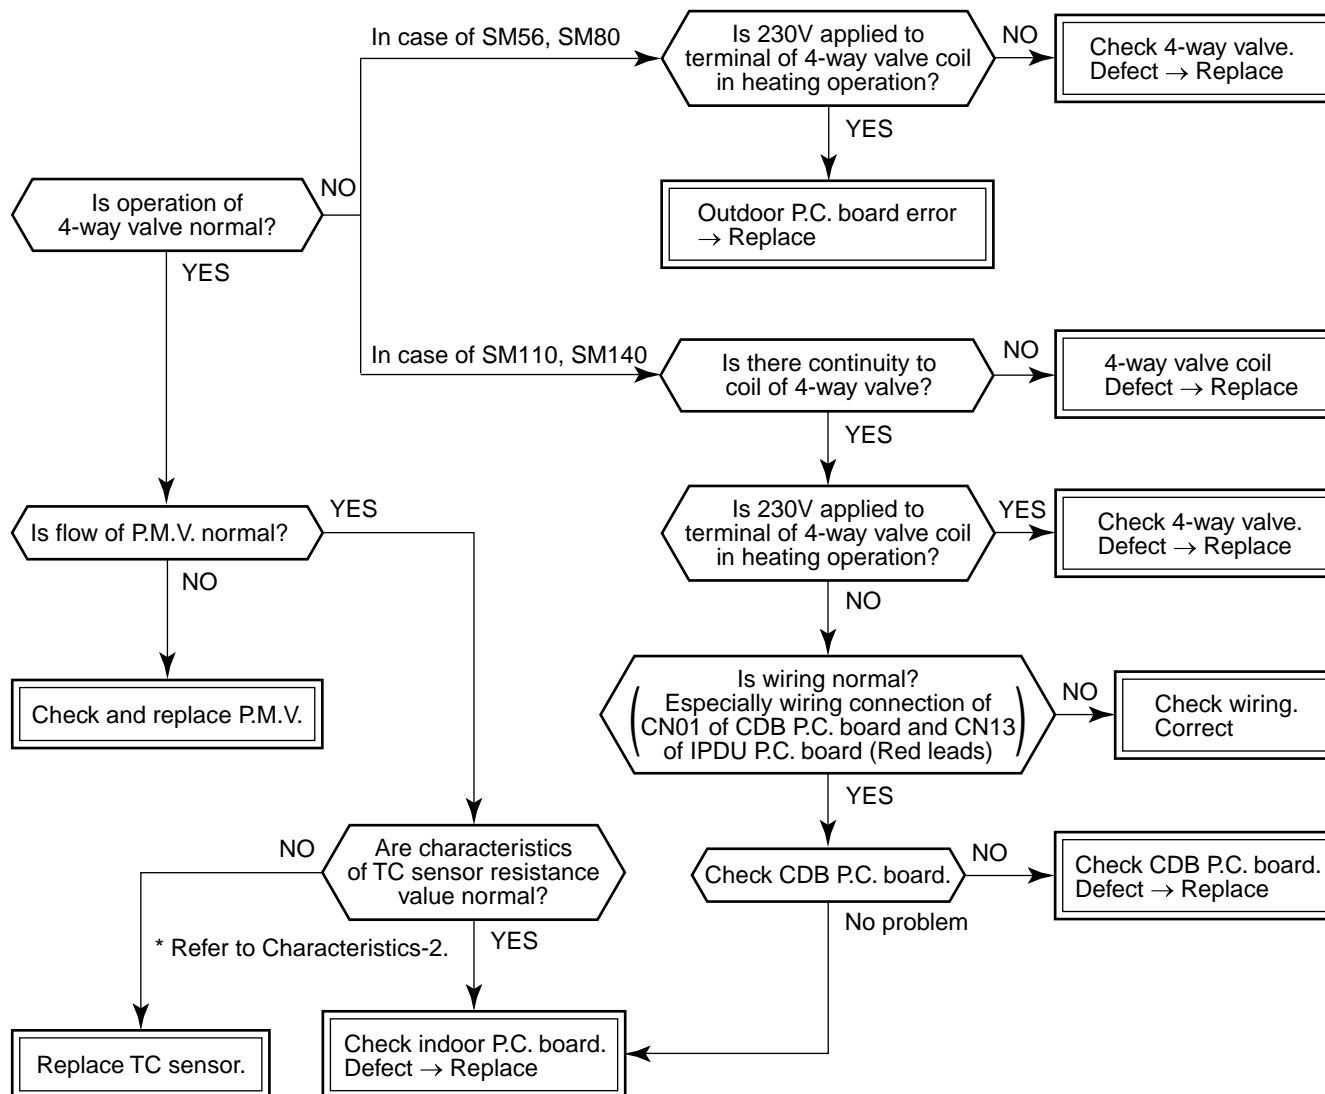 In case of SM56, SM80
Is 230V applied to
terminal of 4-way valve coil
in heating operation?
NO
Check 4-way valve.
Defect → Replace
YES
Outdoor P.C. board error
→ Replace
Is operation of
4-way valve normal?
NO
YES
In case of SM110, SM140
Is there continuity to
coil of 4-way valve?
NO
4-way valve coil
Defect → Replace
YES
Is 230V applied to
terminal of 4-way valve coil
in heating operation?
YES
Check 4-way valve.
Defect → Replace
NO
Is flow of P.M.V. normal?
YES
NO
Check and replace P.M.V.
Is wiring normal?
(Especially wiring connection of
CN01 of CDB P.C. board and CN13
of IPDU P.C. board (Red leads))
NO
Check wiring.
Correct
YES
Check CDB P.C. board.
NO
Check CDB P.C. board.
Defect → Replace
No problem
Are characteristics
of TC sensor resistance
value normal?
NO
* Refer to Characteristics-2.
YES
Replace TC sensor.
Check indoor P.C. board.
Defect → Replace